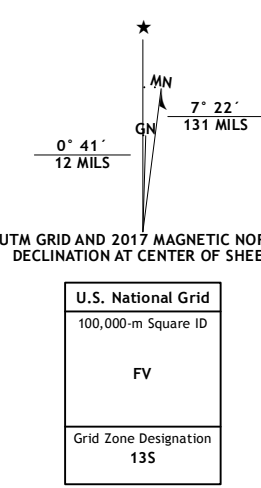 ★
MN
GN
7° 22´
131 MILS
0° 41´
12 MILS
UTM GRID AND 2017 MAGNETIC NOR
DECLINATION AT CENTER OF SHEE
U.S. National Grid
100,000-m Square ID
FV
Grid Zone Designation
13S